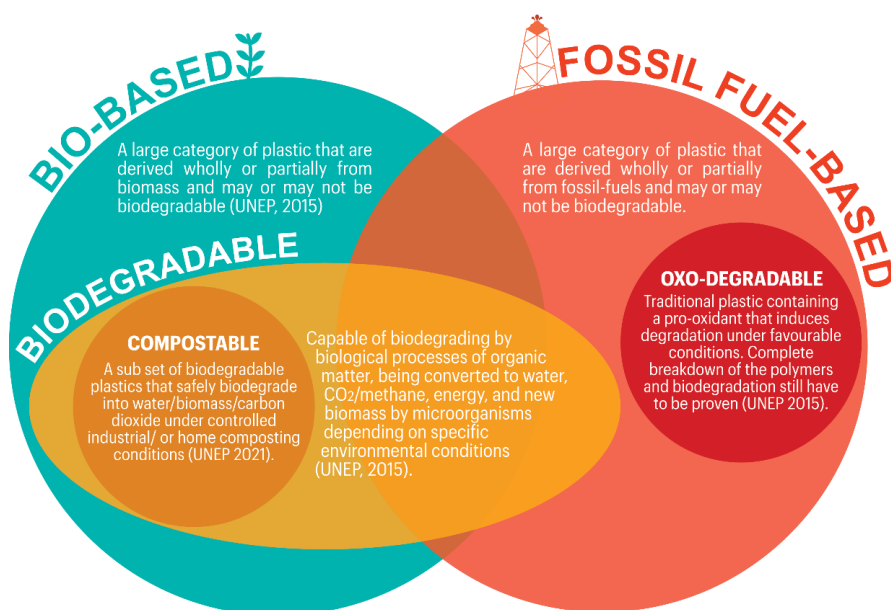 BIO-BASED
A large category of plastic that are
derived wholly or partially from
biomass and may or may not be
biodegradable (UNEP, 2015)
FOSSIL FUEL-BASED
A large category of plastic that
are derived wholly or partially
from fossil-fuels and may or may
not be biodegradable.
BIODEGRADABLE
COMPOSTABLE
A sub set of biodegradable
plastics that safely biodegrade
into water/biomass/carbon
dioxide under controlled
industrial/ or home composting
conditions (UNEP 2021).
Capable of biodegrading by
biological processes of organic
matter, being converted to water,
CO2/methane, energy, and new
biomass by microorganisms
depending on specific
environmental conditions
(UNEP, 2015).
OXO-DEGRADABLE
Traditional plastic containing
a pro-oxidant that induces
degradation under favourable
conditions. Complete
breakdown of the polymers
and biodegradation still have
to be proven (UNEP 2015).